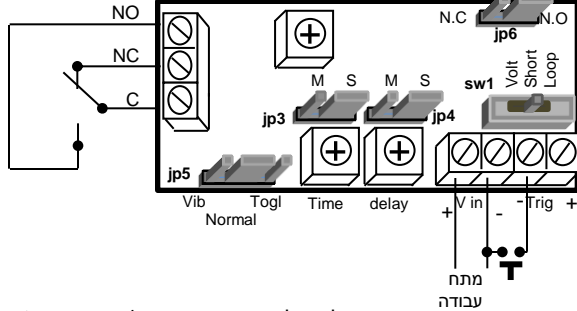 NO
N.C
N.O
jp6
NC
C
M S
M S
sw1
Volt
Short
Loop
jp3
jp4
jp5
Vib
Togl
Time
delay
Normal
+
V in
-
-
Trig
+
מתח
עבודה